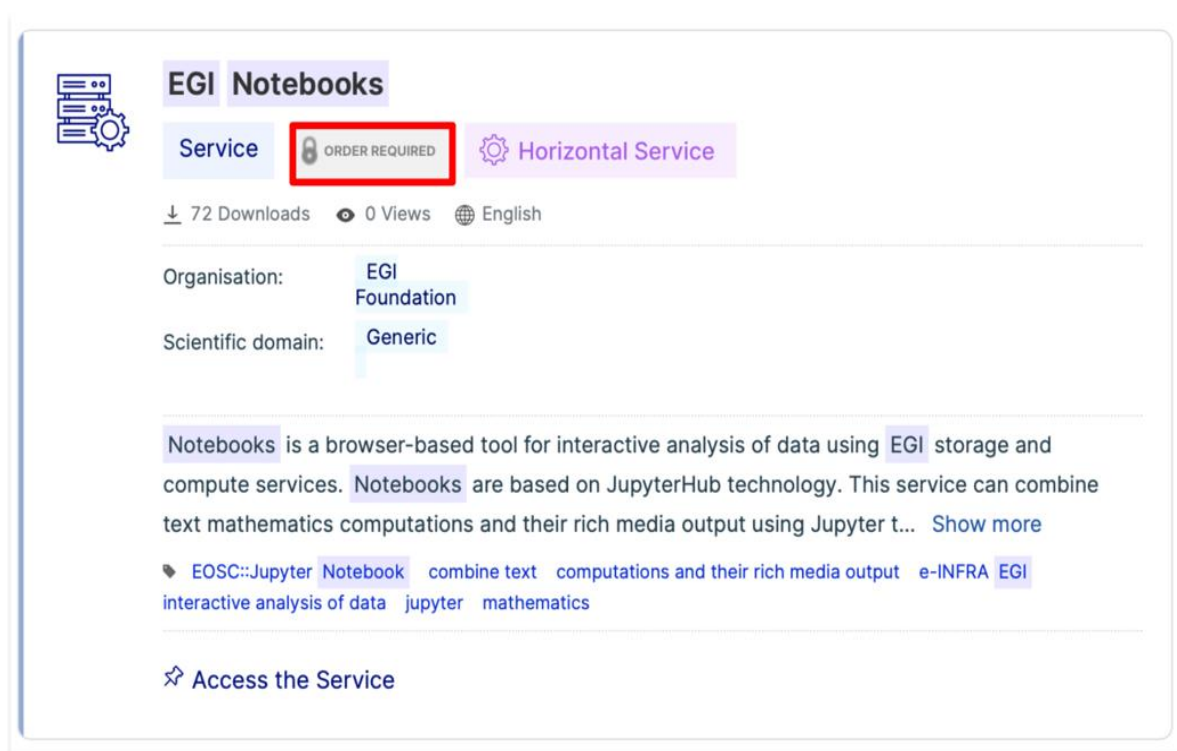 EGI Notebooks
Service ORDER REQUIRED Horizontal Service
72 Downloads 0 Views English
Organisation: EGI
Foundation
Scientific domain: Generic
Notebooks is a browser-based tool for interactive analysis of data using EGI storage and
compute services. Notebooks are based on JupyterHub technology. This service can combine
text mathematics computations and their rich media output using Jupyter t... Show more
EOSC::Jupyter Notebook combine text computations and their rich media output e-INFRA EGI
interactive analysis of data jupyter mathematics
Access the Service